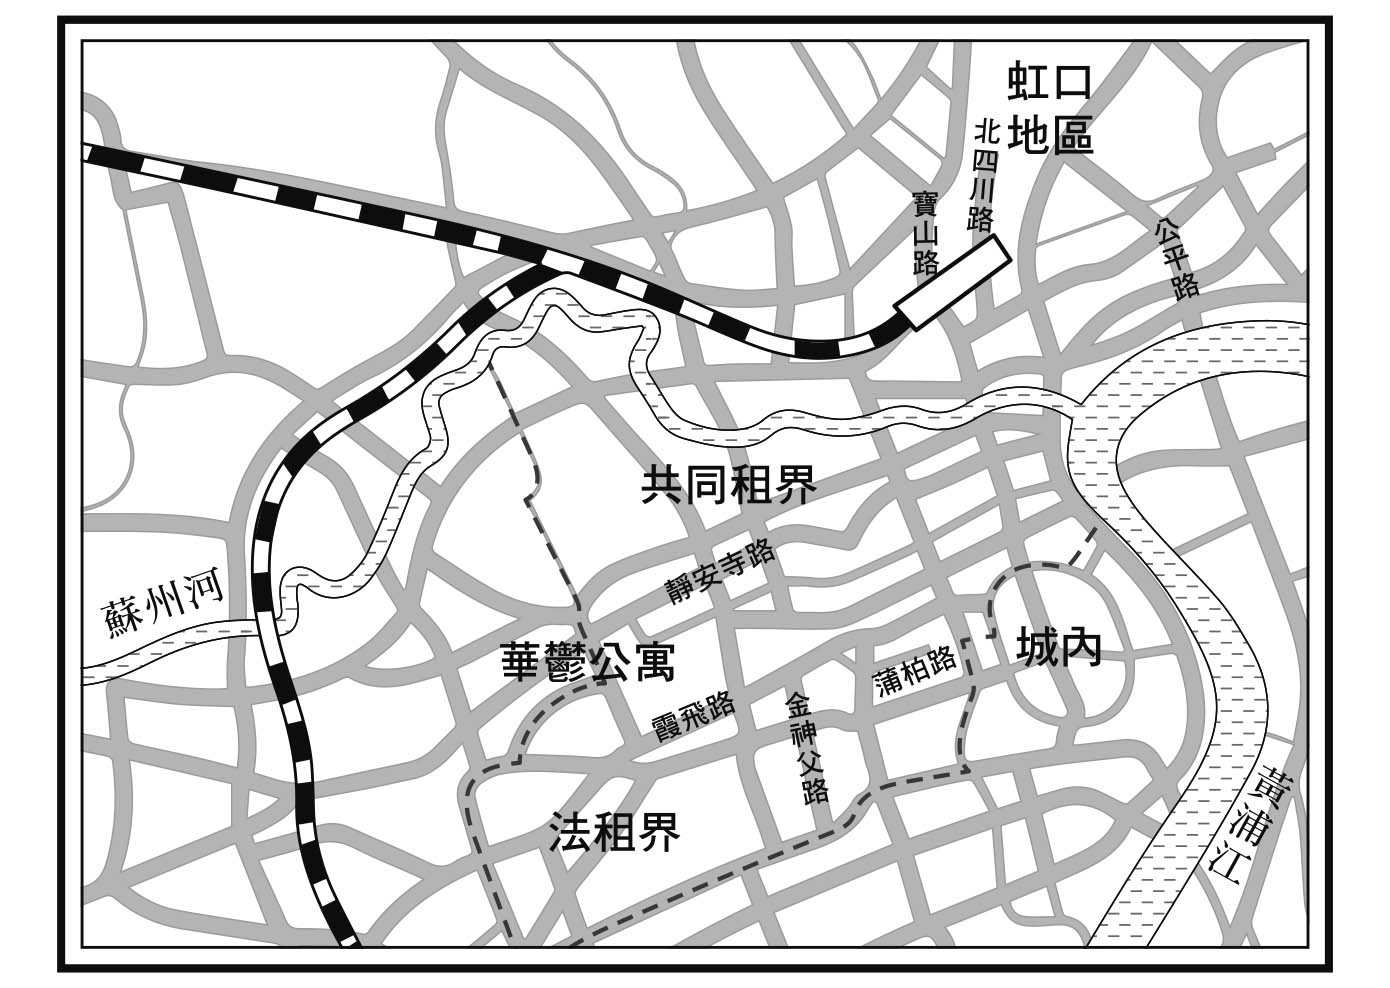 虹口
地區
北四川路
寶山路
公平路
共同租界
靜安寺路
蘇州河
華鬱公寓
城內
蒲柏路
霞飛路
金神父路
法租界
黃浦江